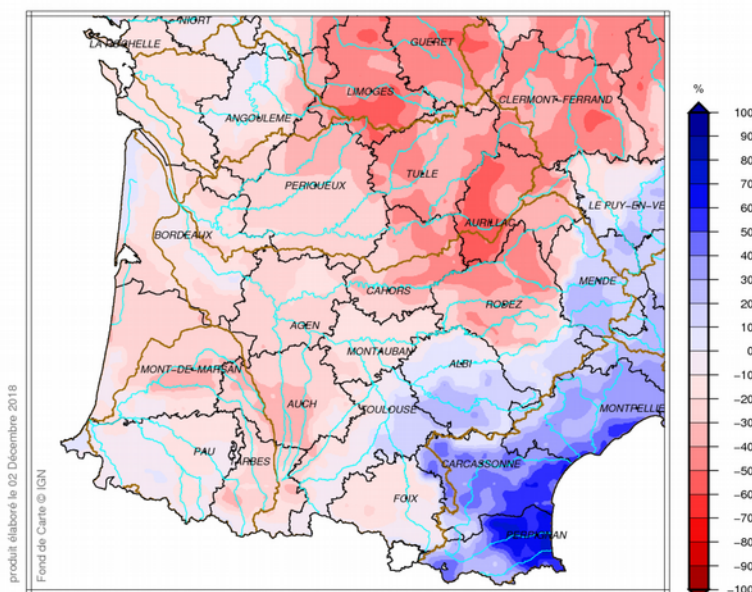 NIORT
LA ROCHELLE
GUERET
LIMOGES
CLERMONT-FERRAND
ANGOULEME
TULLE
PERIGUEUX
LE PUY-EN-VE
AURILLAC
BORDEAUX
MENDE
CAHORS
RODEZ
AGEN
MONTAUBAN
ALBI
MONT-DE-MARSAN
AUCH
TOULOUSE
MONTPELLIE
PAU
TARBES
CARCASSONNE
FOIX
PERPIGNAN
%
100
90
80
70
60
50
40
30
20
10
0
-10
-20
-30
-40
-50
-60
-70
-80
-90
-100
produit élaboré le 02 Décembre 2018
Fond de Carte © IGN